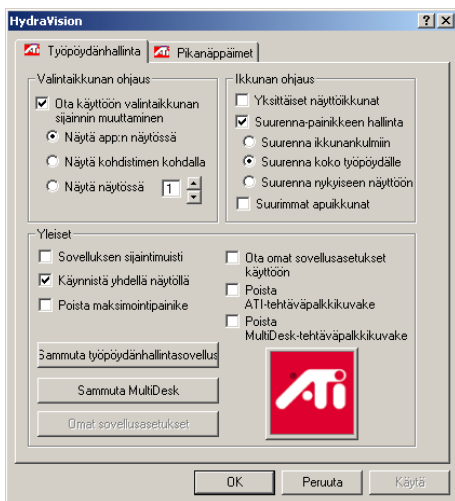 HydraVision
Työpöydänhallinta
Pikanäppäimet
Valintaikkunan ohjaus
Ota käyttöön valintaikkunan
sijainnin muuttaminen
Näytä app:n näytössä
Näytä kohdistimen kohdalla
Näytä näytössä 1
Ikkunan ohjaus
Yksittäiset näyttöikkunat
Suurenna-painikkeen hallinta
Suurenna ikkunankulmiin
Suurenna koko työpöydälle
Suurenna nykyiseen näyttöön
Suurimmat apuikkunat
Yleiset
Sovelluksen sijaintimuisti
Käynnistä yhdellä näytöllä
Poista maksimointipainike
Ota omat sovellusasetukset
käyttöön
Poista
ATI-tehtäväpalkkikuvake
Poista
MultiDesk-tehtäväpalkkikuvake
Sammuta työpöydänhallintasovellus
Sammuta MultiDesk
Omat sovellusasetukset
ATi
OK
Peruuta
Käytä